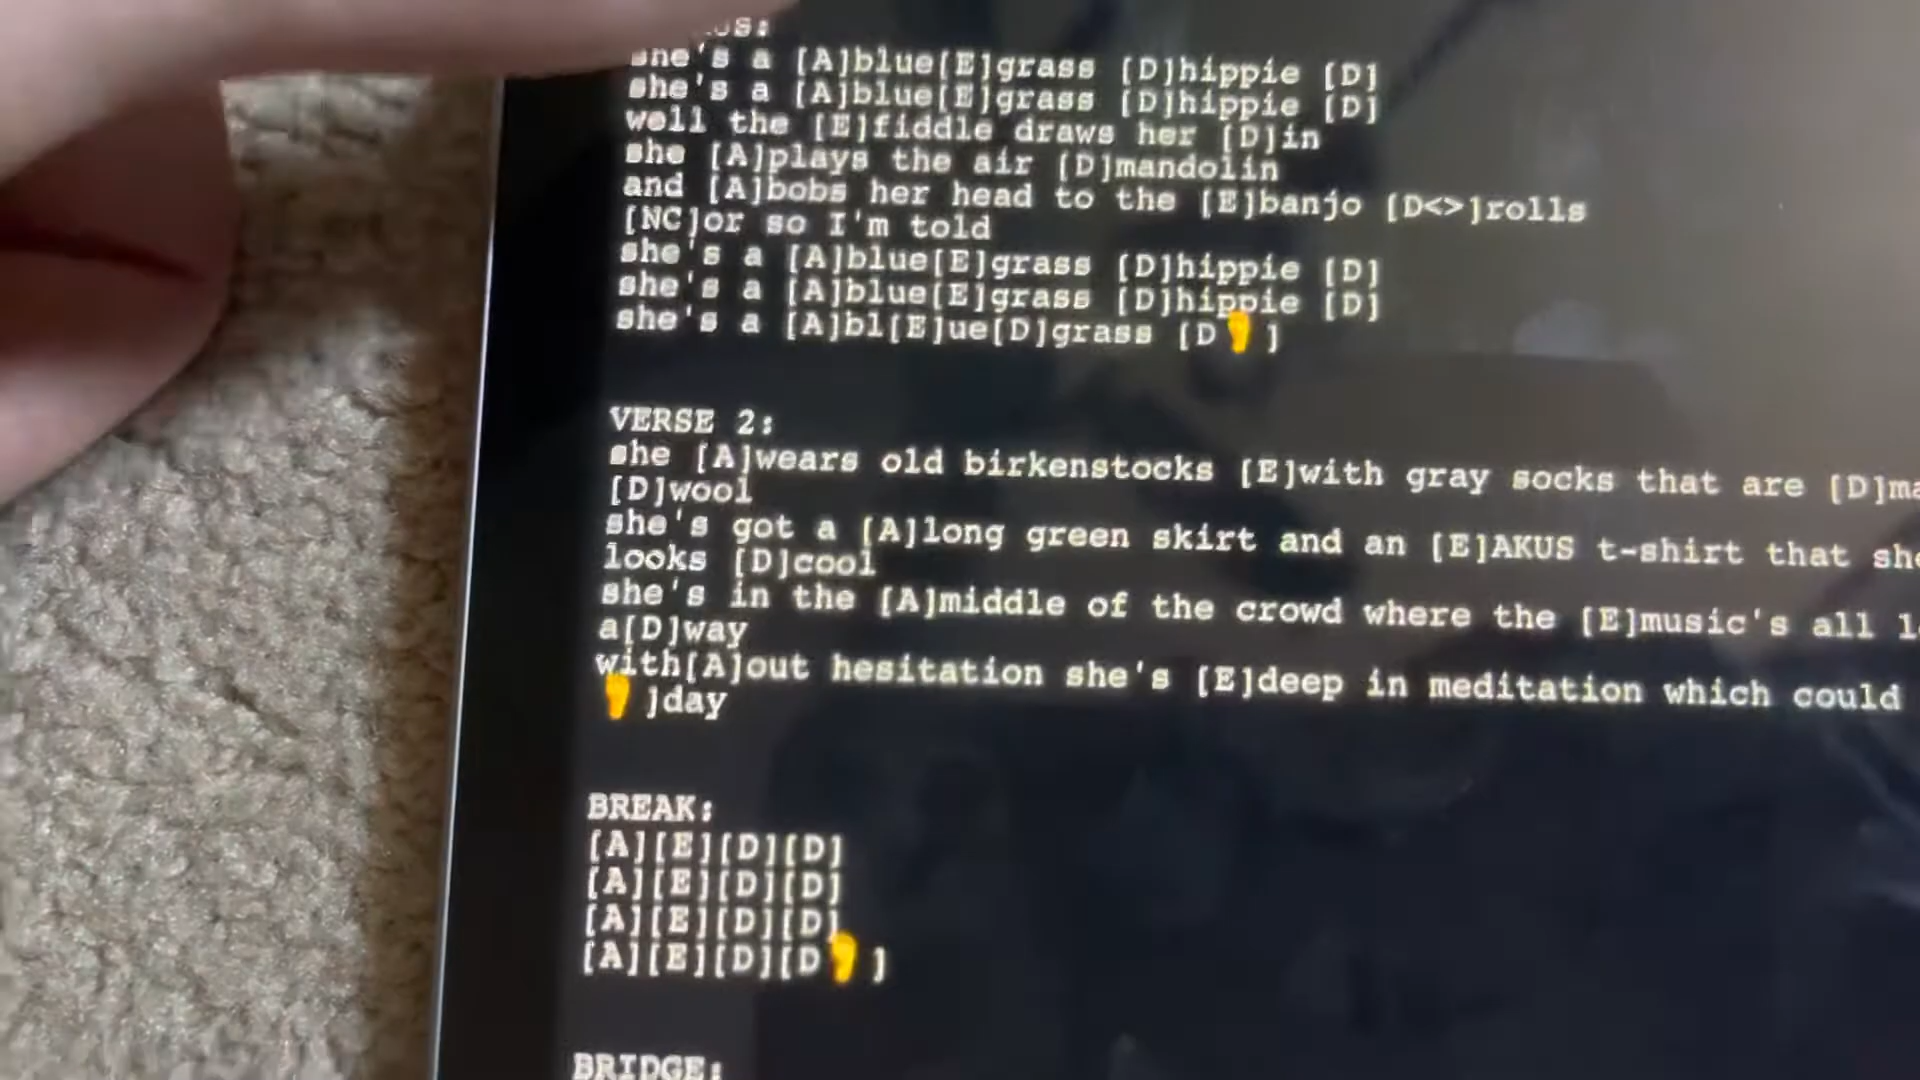 she's a [A]blue[E]grass [D]hippie [D]
she's a [A]blue[E]grass [D]hippie [D]
well the [E]fiddle draws her [D]in
she [A]plays the air [D]mandolin
and [A]bobs her head to the [E]banjo [D<>]rolls
[NC]or so I'm told
she's a [A]blue[E]grass [D]hippie [D]
she's a [A]blue[E]grass [D]hippie [D]
she's a [A]bl[E]ue[D]grass [D🦶]
VERSE 2:
she [A]wears old birkenstocks [E]with gray socks that are
[D]wool
she's got a [A]long green skirt and an [E]AKUS t-shirt that
looks [D]cool
she's in the [A]middle of the crowd where the [E]music's all
a[D]way
with[A]out hesitation she's [E]deep in meditation which could
🦶]day
BREAK:
[A][E][D][D]
[A][E][D][D]
[A][E][D][D]
[A][E][D][D🦶]
BRIDGE: